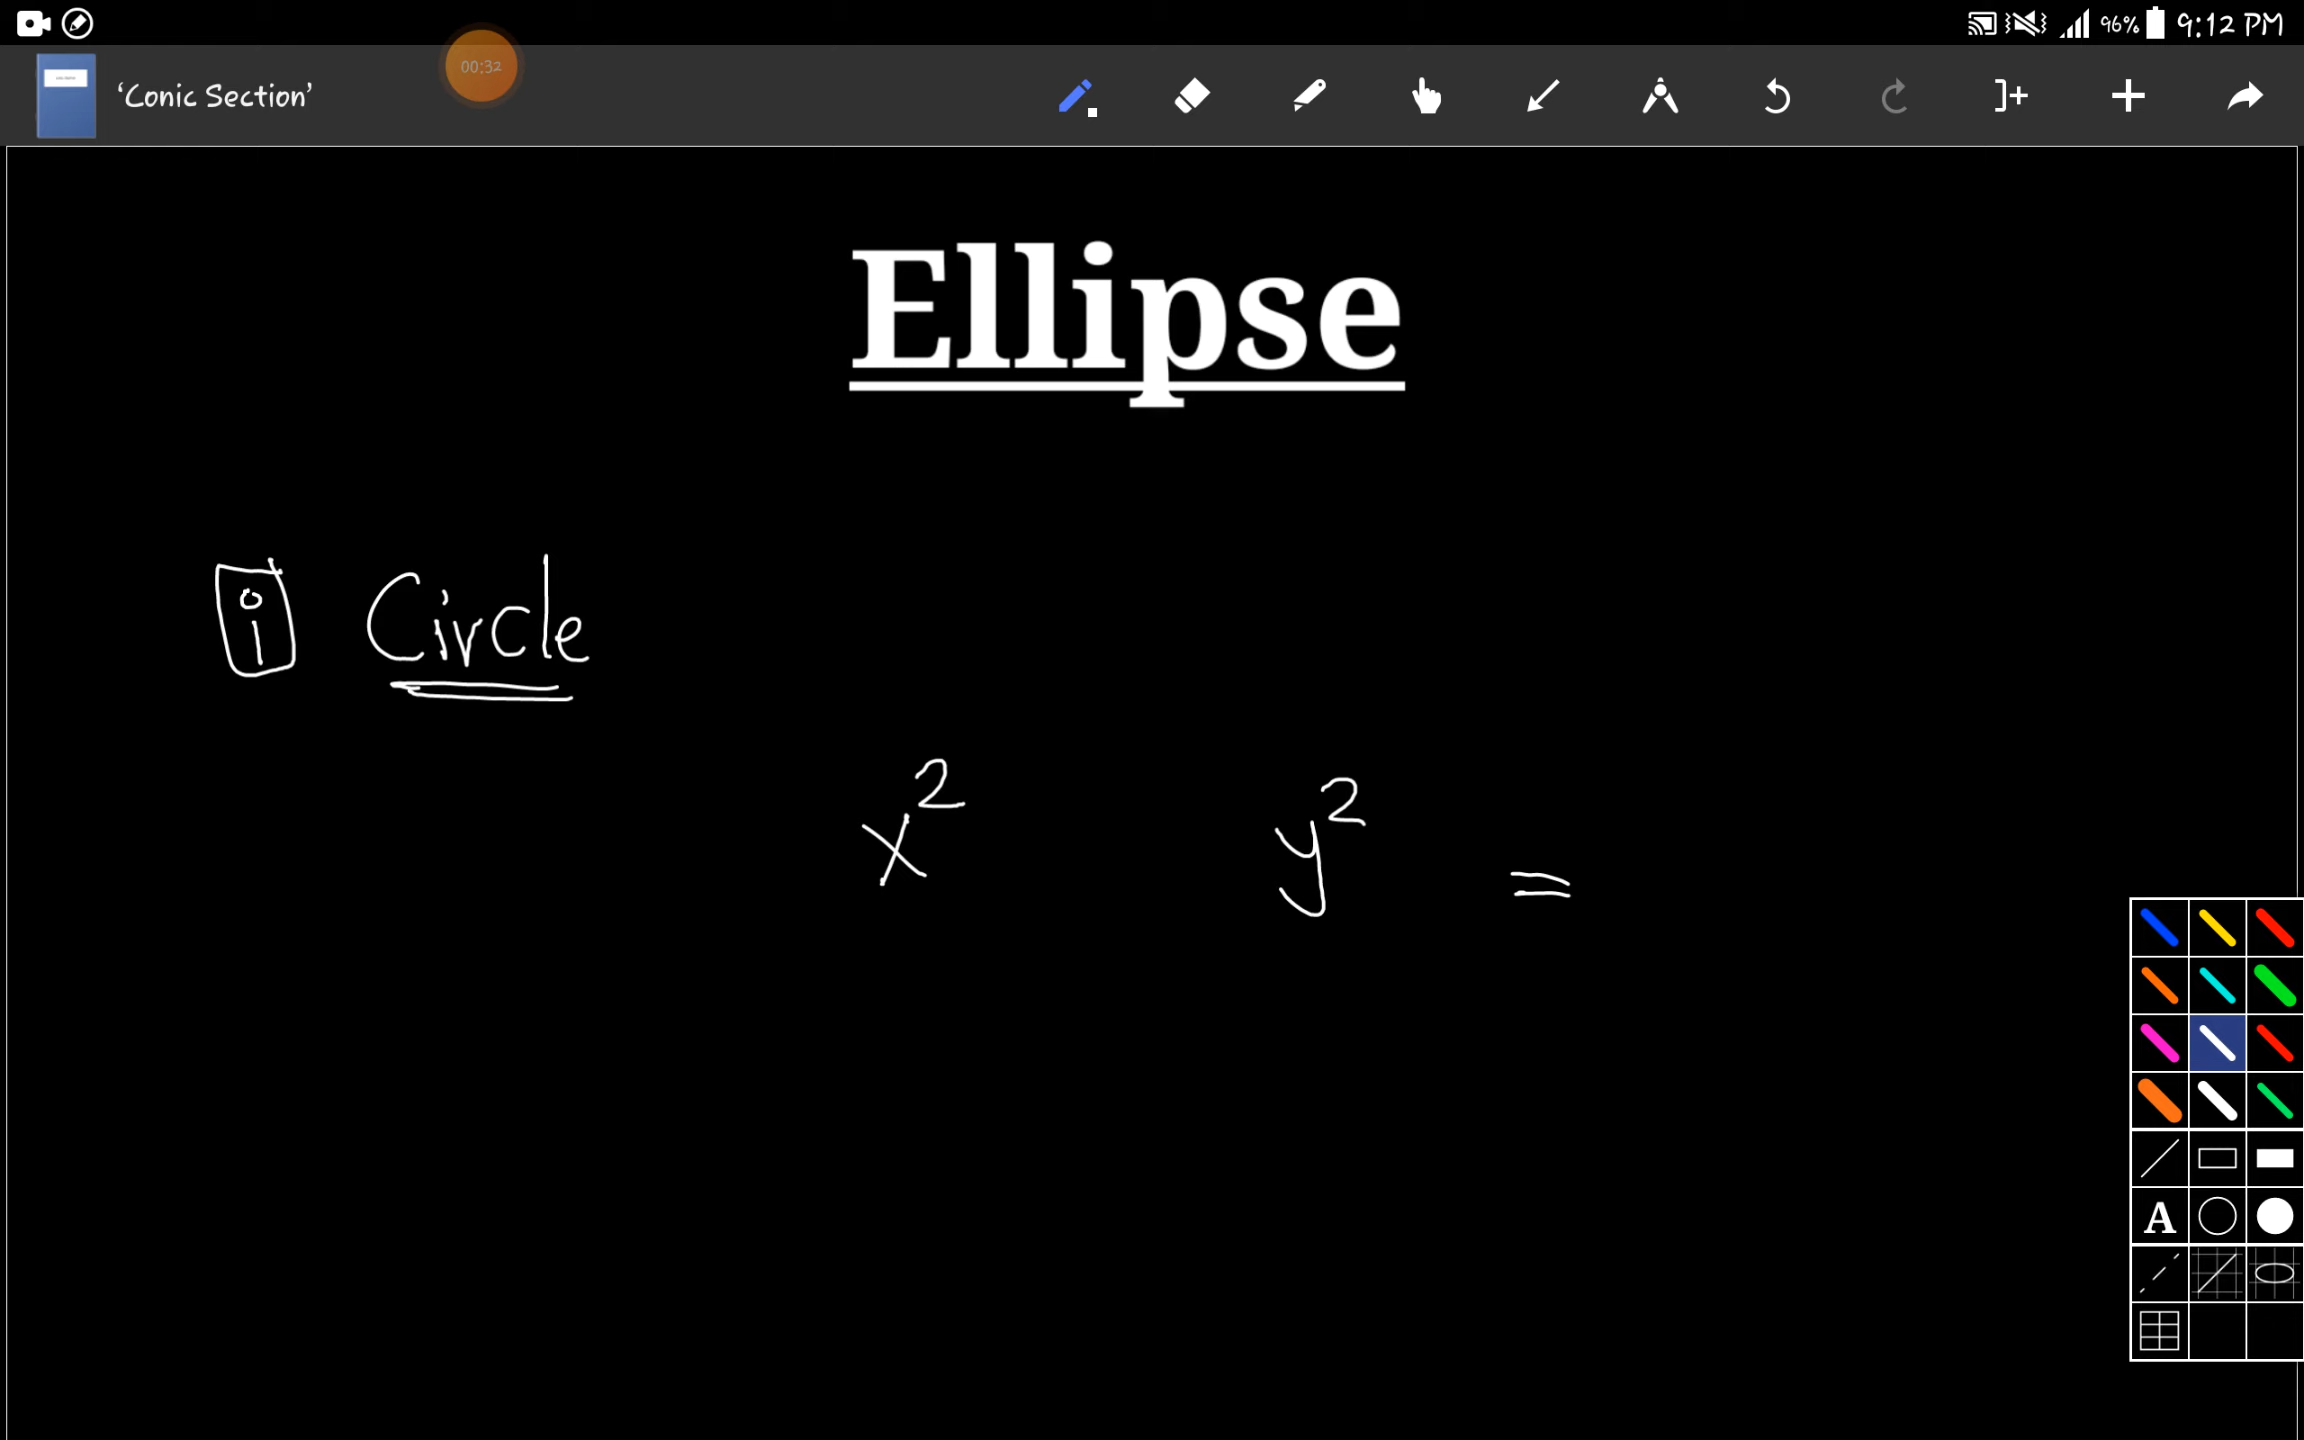 96% 9:12 PM
‘Conic Section’ 00:32 ]+
Ellipse
i Circle
x² y² =
A